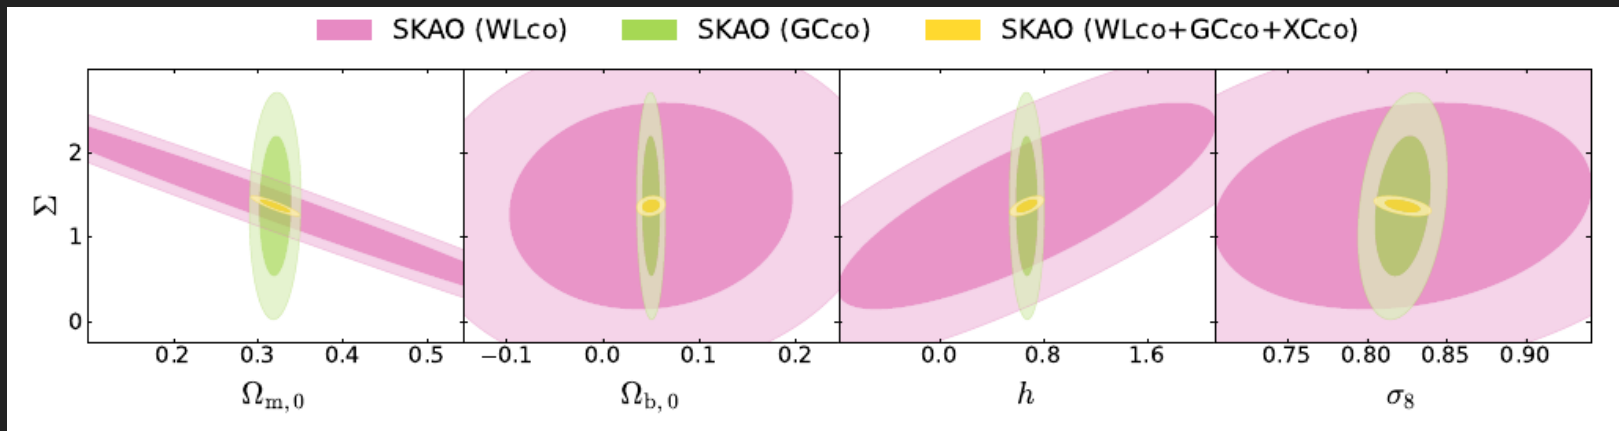 SKAO (WLco) SKAO (GCco) SKAO (WLco+GCco+XCco)
Σ
2
1
0
0.2 0.3 0.4 0.5 −0.1 0.0 0.1 0.2 0.0 0.8 1.6 0.75 0.80 0.85 0.90
Ωm, 0 Ωb, 0 h σ8